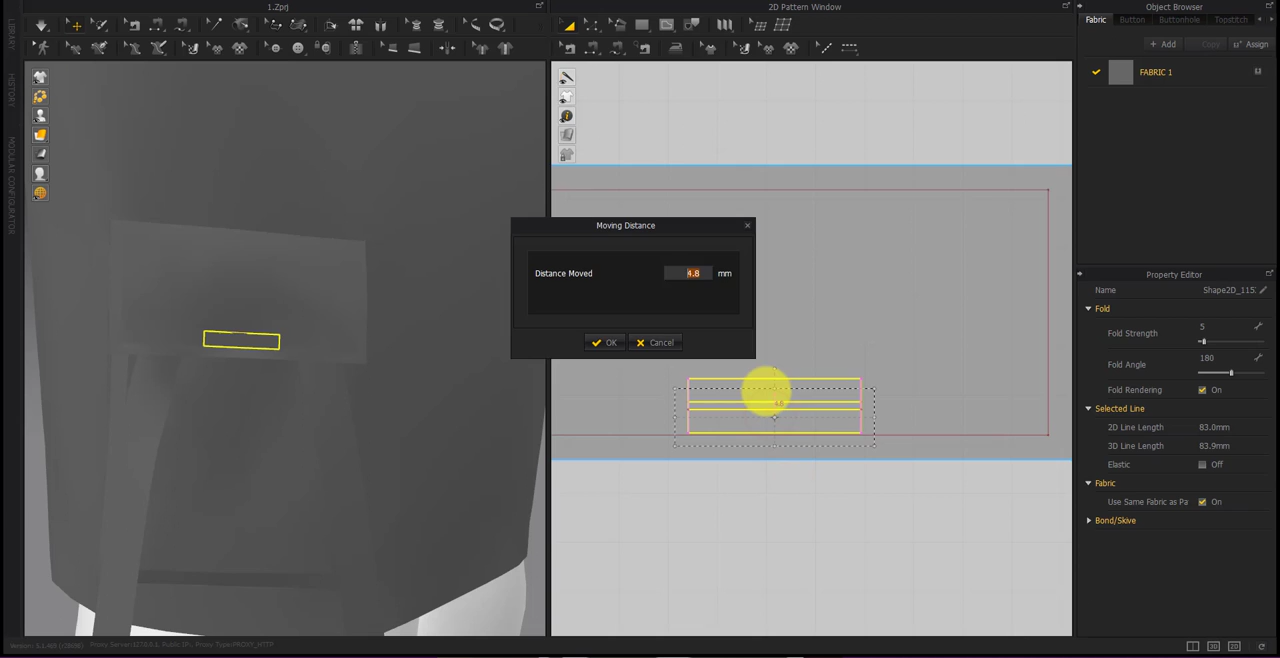 1.Zprj
2D Pattern Window
Object Browser
LIBRARY
HISTORY
MODULAR CONFIGURATOR
Fabric
Button
Buttonhole
Topstitch
+ Add
Copy
Assign
FABRIC 1
Moving Distance
Distance Moved
4.8
mm
OK
Cancel
Property Editor
Name
Shape2D_115
Fold
Fold Strength
5
Fold Angle
180
Fold Rendering
On
Selected Line
2D Line Length
83.0mm
3D Line Length
83.9mm
Elastic
Off
Fabric
Use Same Fabric as Pa
On
Bond/Skive
3D
2D